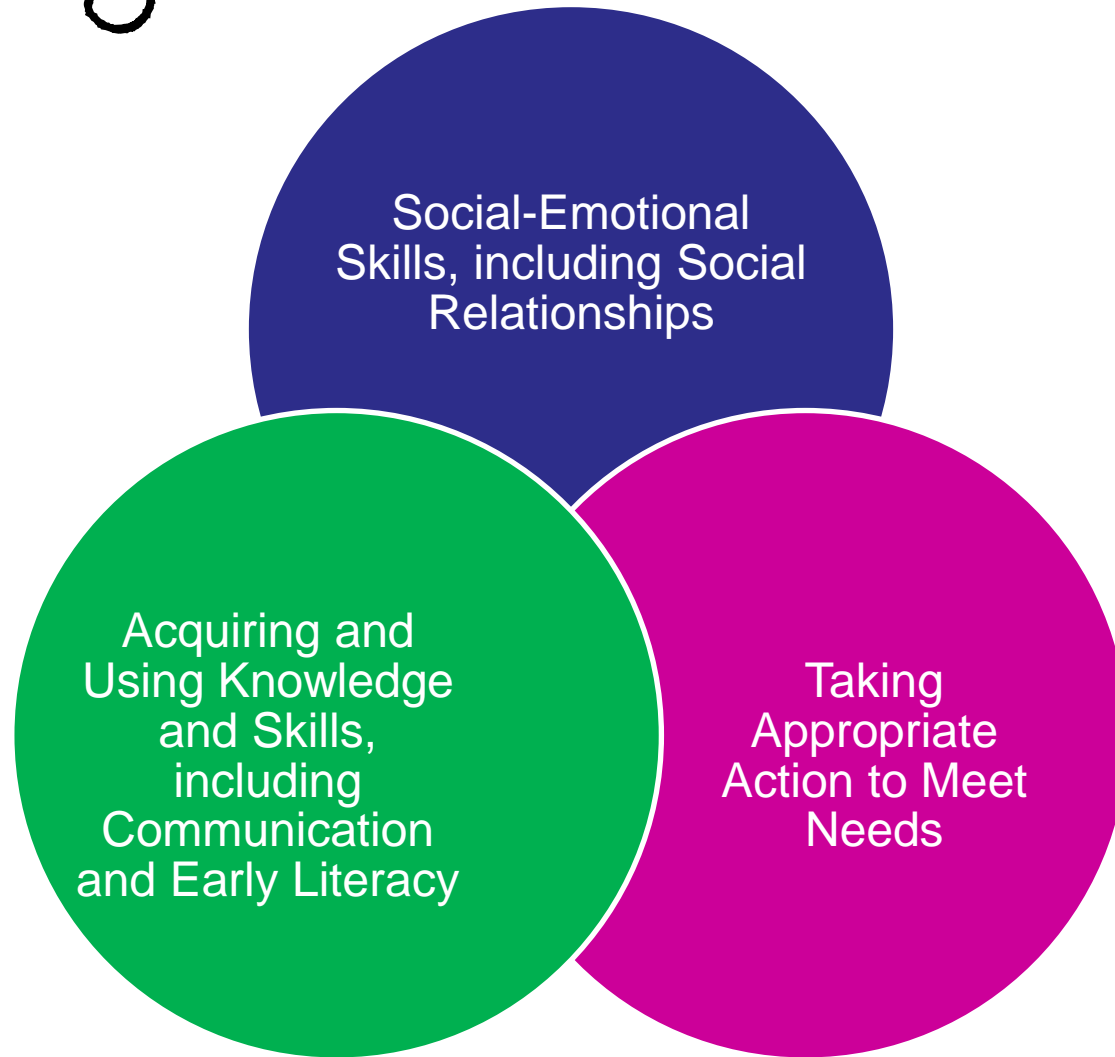 Social-Emotional
Skills, including Social
Relationships
Acquiring and
Using Knowledge
and Skills,
including
Communication
and Early Literacy
Taking
Appropriate
Action to Meet
Needs